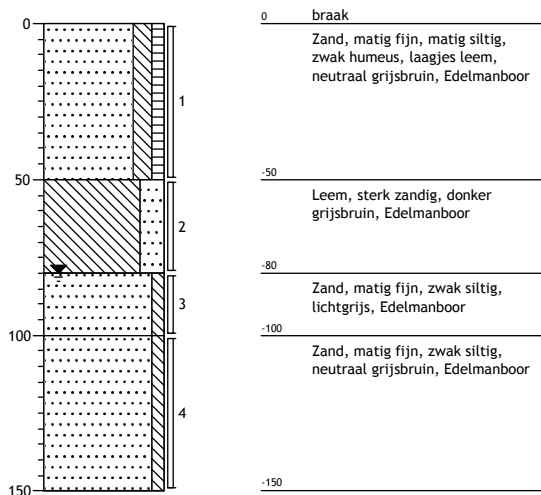 0
50
100
150
1
2
3
4
0 braak
Zand, matig fijn, matig siltig,
zwak humeus, laagjes leem,
neutraal grijsbruin, Edelmanboor
-50
Leem, sterk zandig, donker
grijsbruin, Edelmanboor
-80
Zand, matig fijn, zwak siltig,
lichtgrijs, Edelmanboor
-100
Zand, matig fijn, zwak siltig,
neutraal grijsbruin, Edelmanboor
-150